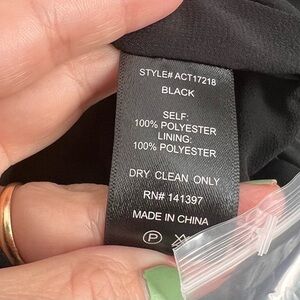 STYLE# ACT17218
BLACK
SELF:
100% POLYESTER
LINING:
100% POLYESTER
DRY CLEAN ONLY
RN# 141397
MADE IN CHINA
P